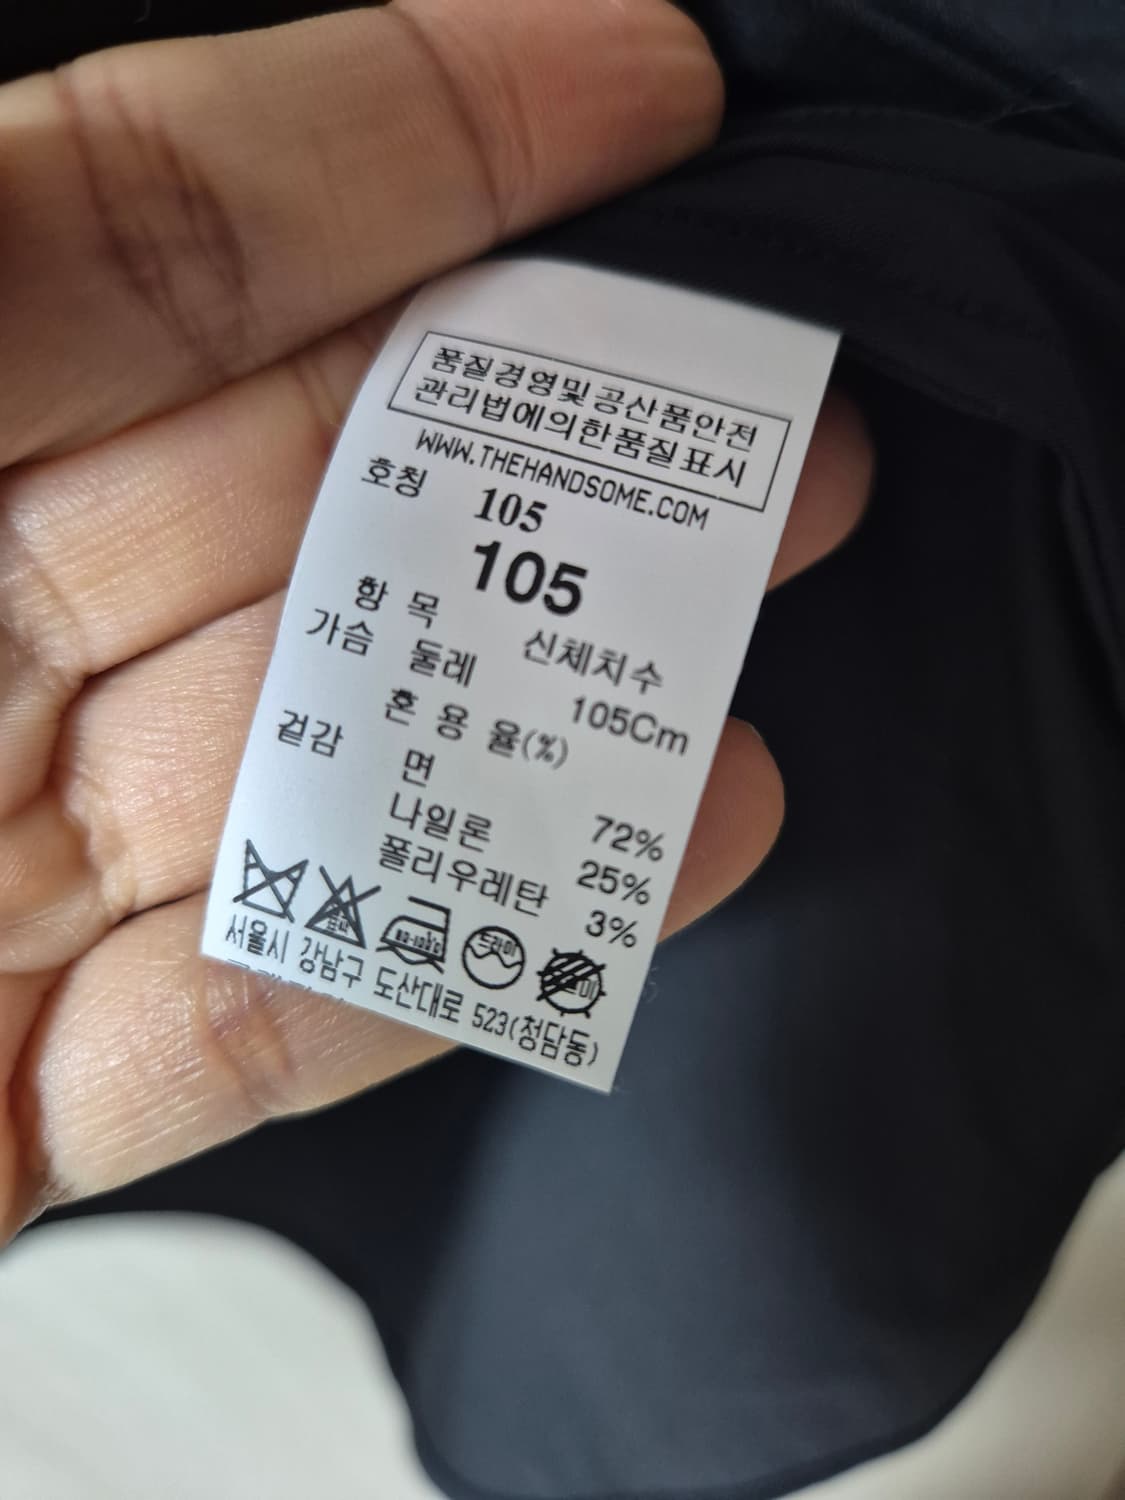 품질경영및공산품안전
관리법에의한품질표시
WWW.THEHANDSOME.COM
호칭 105
105
항 목 신체치수
가슴 둘레 105Cm
혼 용 율(%)
겉감 면 72%
나일론 25%
폴리우레탄 3%
드라이
서울시 강남구 도산대로 523(청담동)